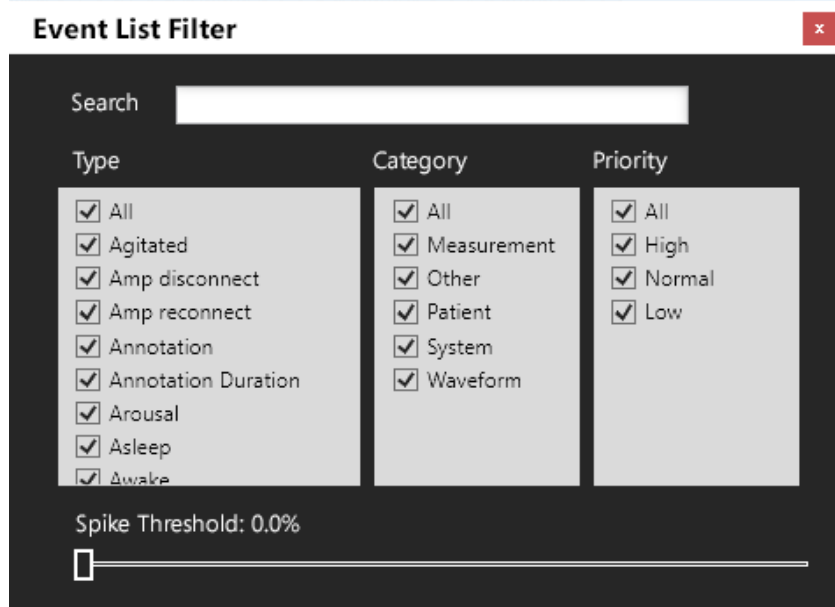 Event List Filter
x
Search
Type
Category
Priority
All
Agitated
Amp disconnect
Amp reconnect
Annotation
Annotation Duration
Arousal
Asleep
Awake
All
Measurement
Other
Patient
System
Waveform
All
High
Normal
Low
Spike Threshold: 0.0%